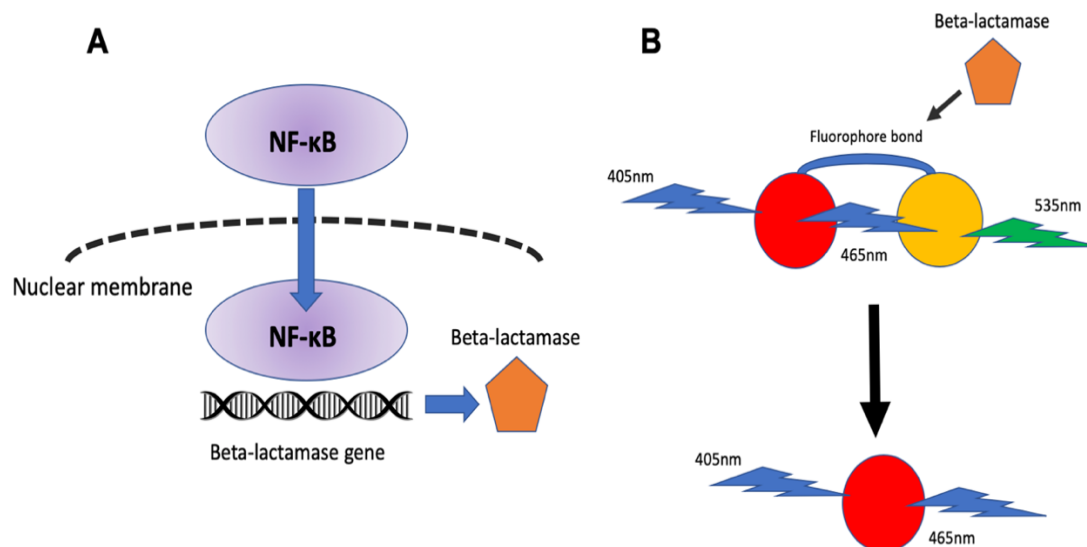 A
NF-κB
Nuclear membrane
NF-κB
Beta-lactamase
Beta-lactamase gene
B
Beta-lactamase
Fluorophore bond
405nm
535nm
465nm
405nm
465nm